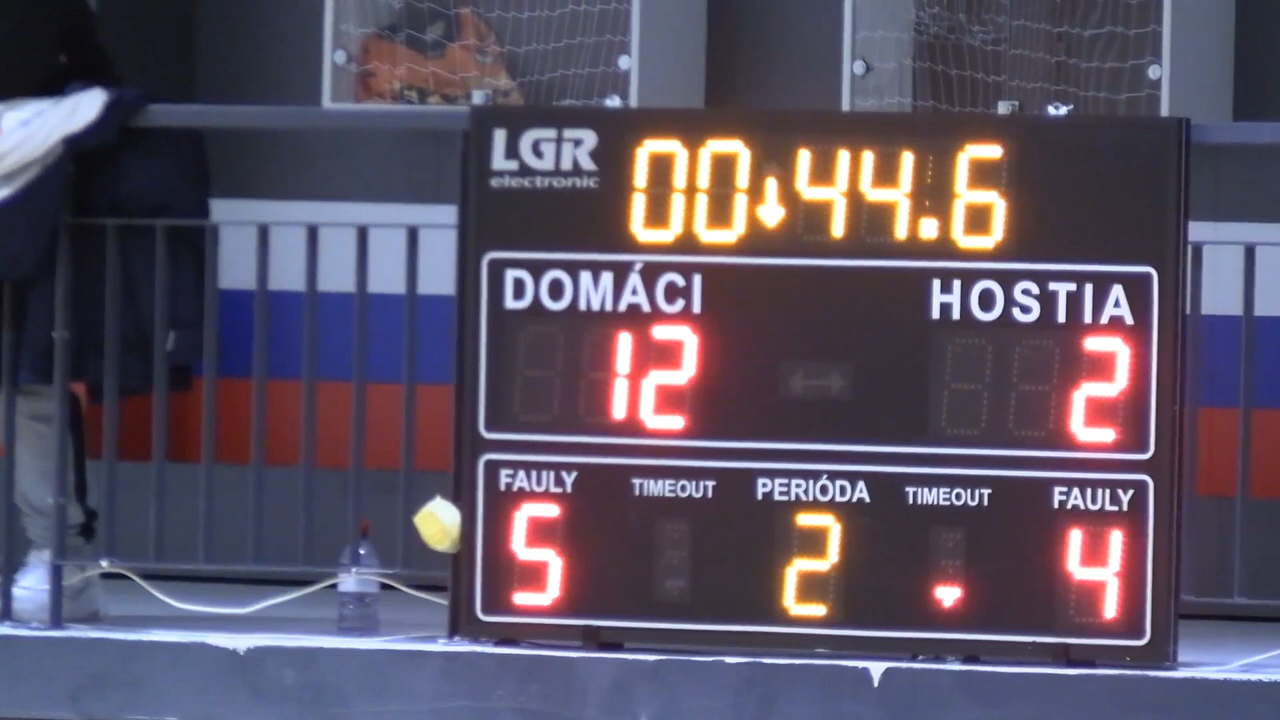 LGR
electronic
00 44.6
DOMÁCI HOSTIA
12 2
FAULY TIMEOUT PERIÓDA TIMEOUT FAULY
5 2 4